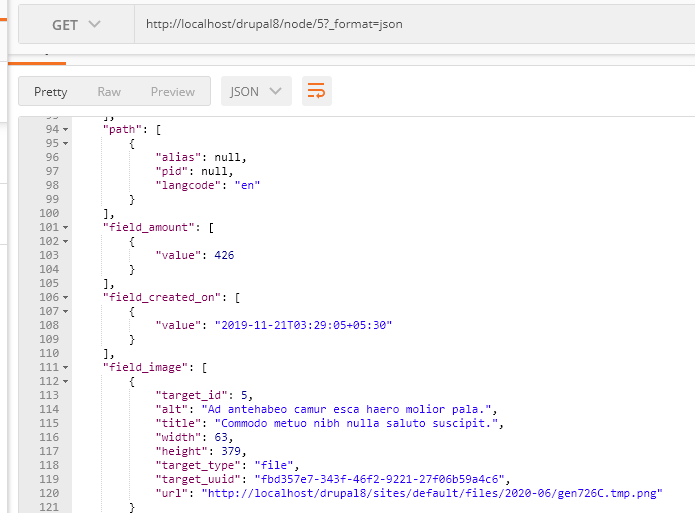 GET
http://localhost/drupal8/node/5?_format=json
Pretty Raw Preview JSON
94 "path": [
95 {
96 "alias": null,
97 "pid": null,
98 "langcode": "en"
99 }
100 ],
101 "field_amount": [
102 {
103 "value": 426
104 }
105 ],
106 "field_created_on": [
107 {
108 "value": "2019-11-21T03:29:05+05:30"
109 }
110 ],
111 "field_image": [
112 {
113 "target_id": 5,
114 "alt": "Ad antehabeo camur esca haero molior pala.",
115 "title": "Commodo metuo nibh nulla saluto suscipit.",
116 "width": 63,
117 "height": 379,
118 "target_type": "file",
119 "target_uuid": "fbd357e7-343f-46f2-9221-27f06b59a4c6",
120 "url": "http://localhost/drupal8/sites/default/files/2020-06/gen726C.tmp.png"
121 }